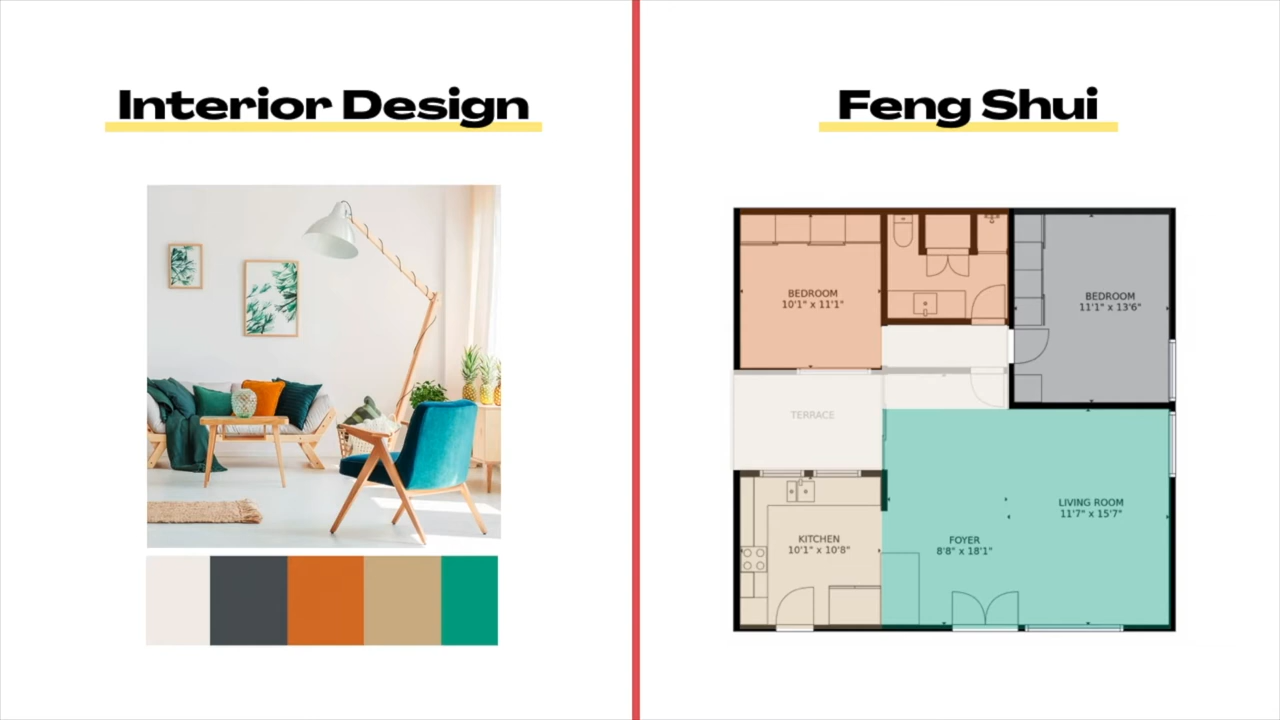 Interior Design
Feng Shui
BEDROOM
10'1" x 11'1"
BEDROOM
11'1" x 13'6"
TERRACE
LIVING ROOM
11'7" x 15'7"
KITCHEN
10'1" x 10'8"
FOYER
8'8" x 18'1"